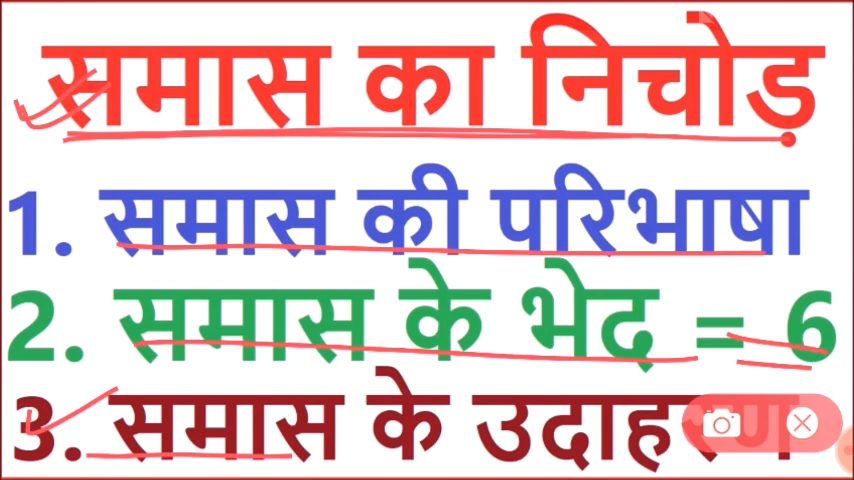 समास का निचोड़
1. समास की परिभाषा
2. समास के भेद = 6
3. समास के